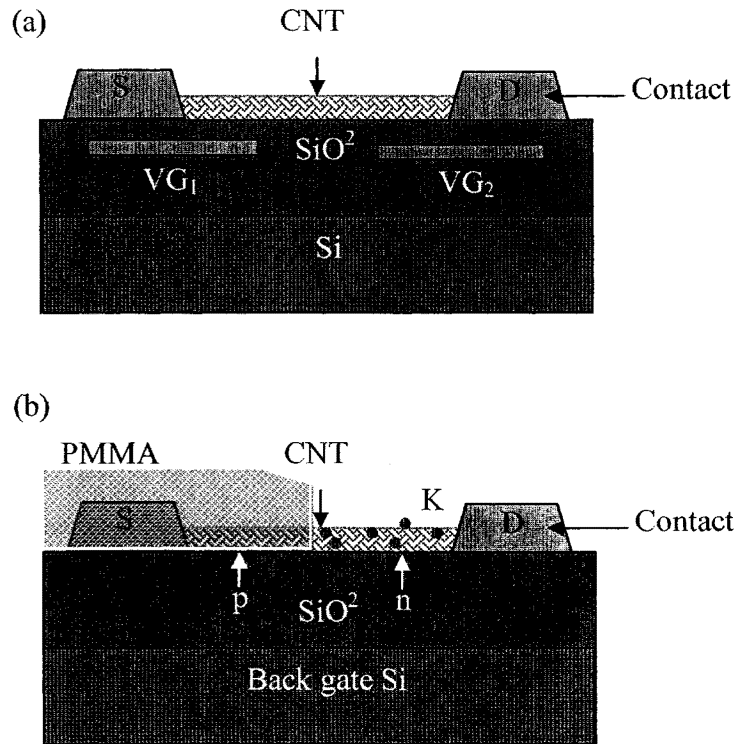 (a)
CNT
S
D
Contact
SiO²
VG₁
VG₂
Si
(b)
PMMA
CNT
K
S
D
Contact
p
n
SiO²
Back gate Si